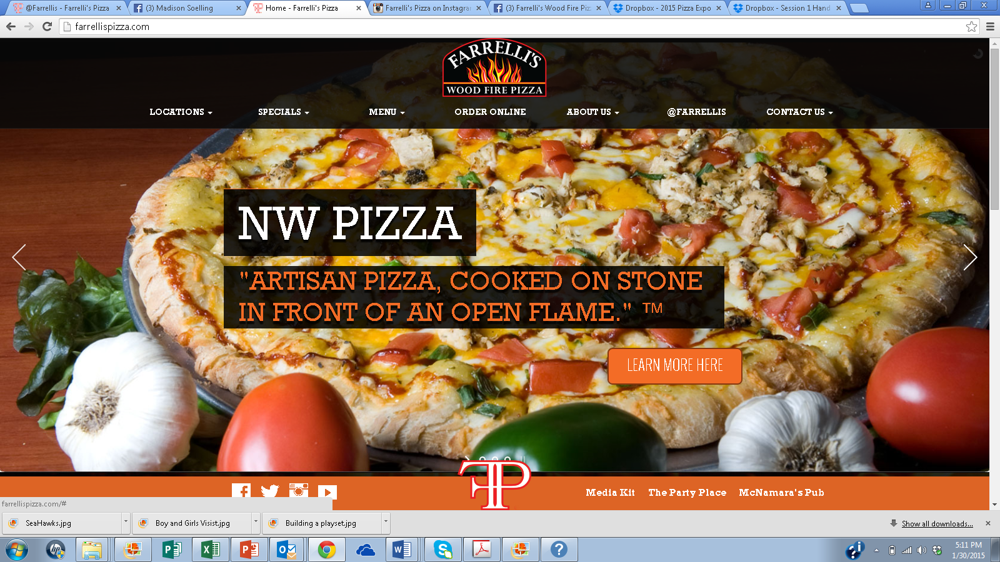 @Farrellis - Farrelli's Pizza
(3) Madison Soelling
Home - Farrelli's Pizza
Farrelli's Pizza on Instagra
(3) Farrelli's Wood Fire Piz
Dropbox - 2015 Pizza Expo
Dropbox - Session 1 Hand
farrellispizza.com
FARRELLI'S
WOOD FIRE PIZZA
LOCATIONS
SPECIALS
MENU
ORDER ONLINE
ABOUT US
@FARRELLIS
CONTACT US
NW PIZZA
"ARTISAN PIZZA, COOKED ON STONE
IN FRONT OF AN OPEN FLAME." ™
LEARN MORE HERE
FP
Media Kit
The Party Place
McNamara's Pub
farrellispizza.com/#
SeaHawks.jpg
Boy and Girls Visist.jpg
Building a playset.jpg
Show all downloads...
5:11 PM
1/30/2015